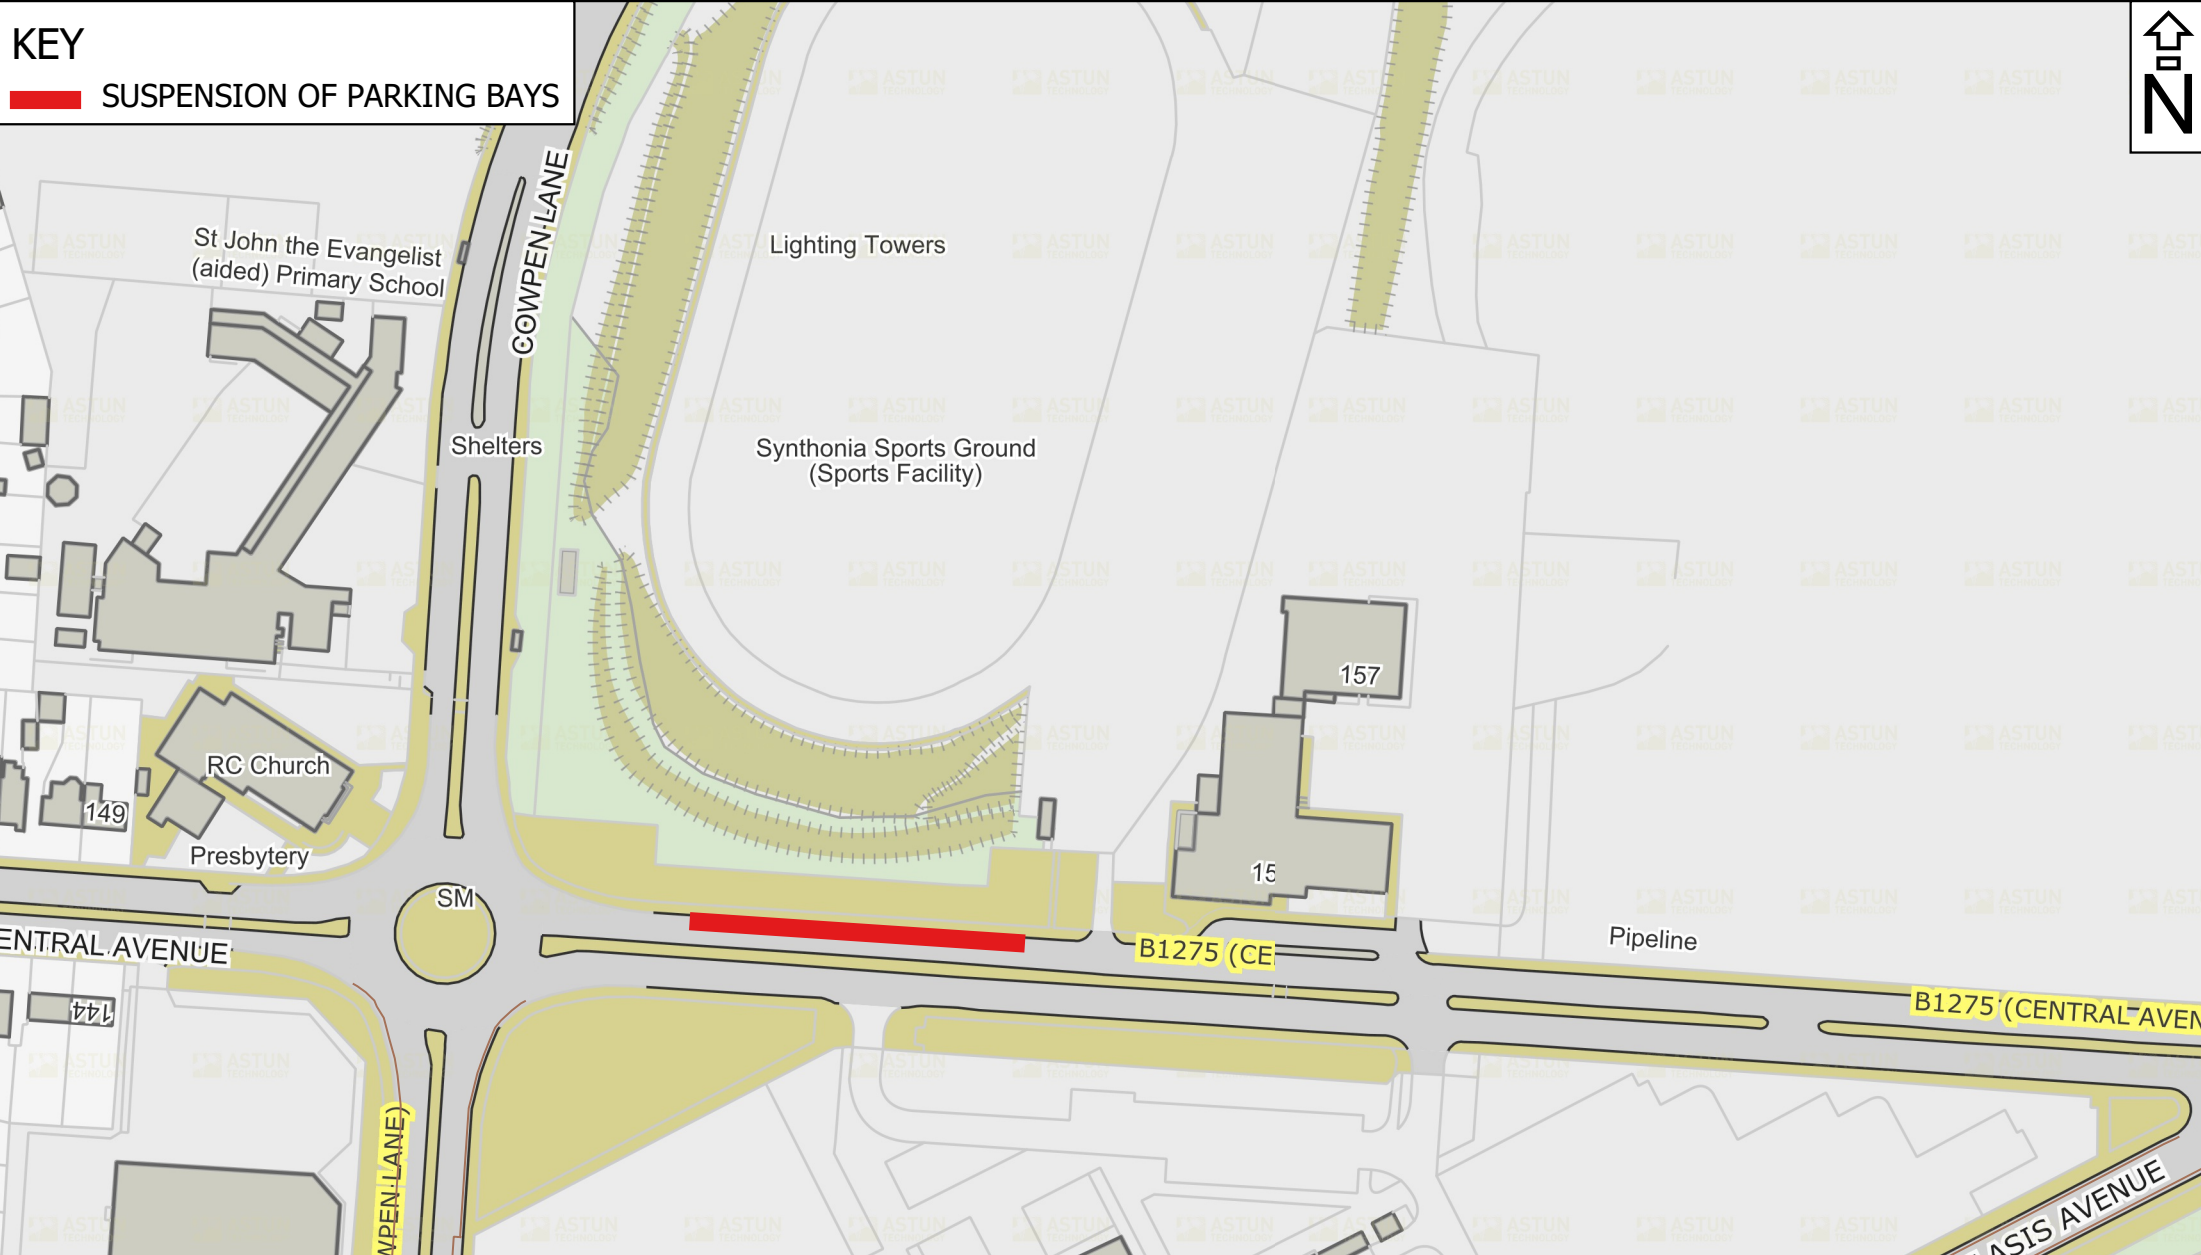 KEY
SUSPENSION OF PARKING BAYS
N
COWPEN LANE
St John the Evangelist
(aided) Primary School
Lighting Towers
Shelters
Synthonia Sports Ground
(Sports Facility)
157
RC Church
149
Presbytery
15
SM
ENTRAL AVENUE
B1275 (CE
Pipeline
B1275 (CENTRAL AVEN
144
WPEN LANE)
ASIS AVENUE
ASTUN
TECHNOLOGY